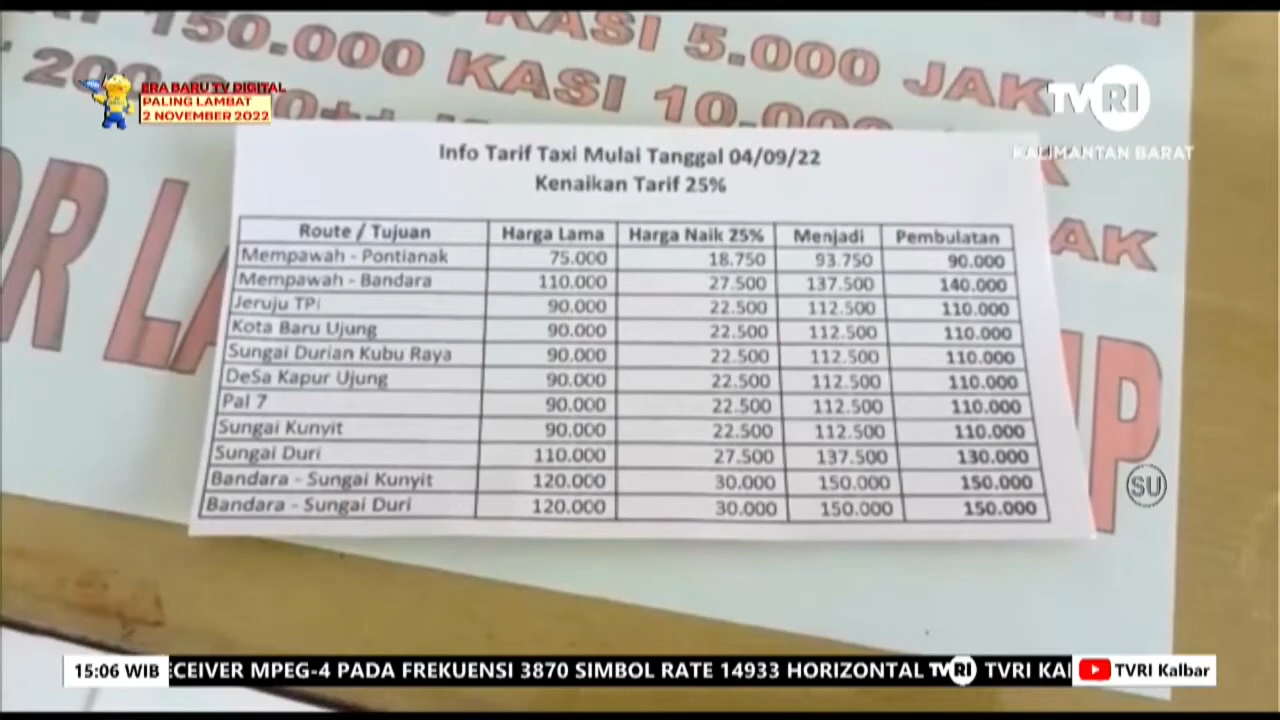 KASI 5.000 JAK
150.000 KASI 10.000
200.0
ERA BARU TV DIGITAL
PALING LAMBAT
2 NOVEMBER 2022
TVRI
KALIMANTAN BARAT
Info Tarif Taxi Mulai Tanggal 04/09/22
Kenaikan Tarif 25%
Route / Tujuan Harga Lama Harga Naik 25% Menjadi Pembulatan
Mempawah - Pontianak 75.000 18.750 93.750 90.000
Mempawah - Bandara 110.000 27.500 137.500 140.000
Jeruju TPI 90.000 22.500 112.500 110.000
Kota Baru Ujung 90.000 22.500 112.500 110.000
Sungai Durian Kubu Raya 90.000 22.500 112.500 110.000
DeSa Kapur Ujung 90.000 22.500 112.500 110.000
Pal 7 90.000 22.500 112.500 110.000
Sungai Kunyit 90.000 22.500 112.500 110.000
Sungai Duri 110.000 27.500 137.500 130.000
Bandara - Sungai Kunyit 120.000 30.000 150.000 150.000
Bandara - Sungai Duri 120.000 30.000 150.000 150.000
SU
15:06 WIB ECEIVER MPEG-4 PADA FREKUENSI 3870 SIMBOL RATE 14933 HORIZONTAL TVRI TVRI KAL TVRI Kalbar